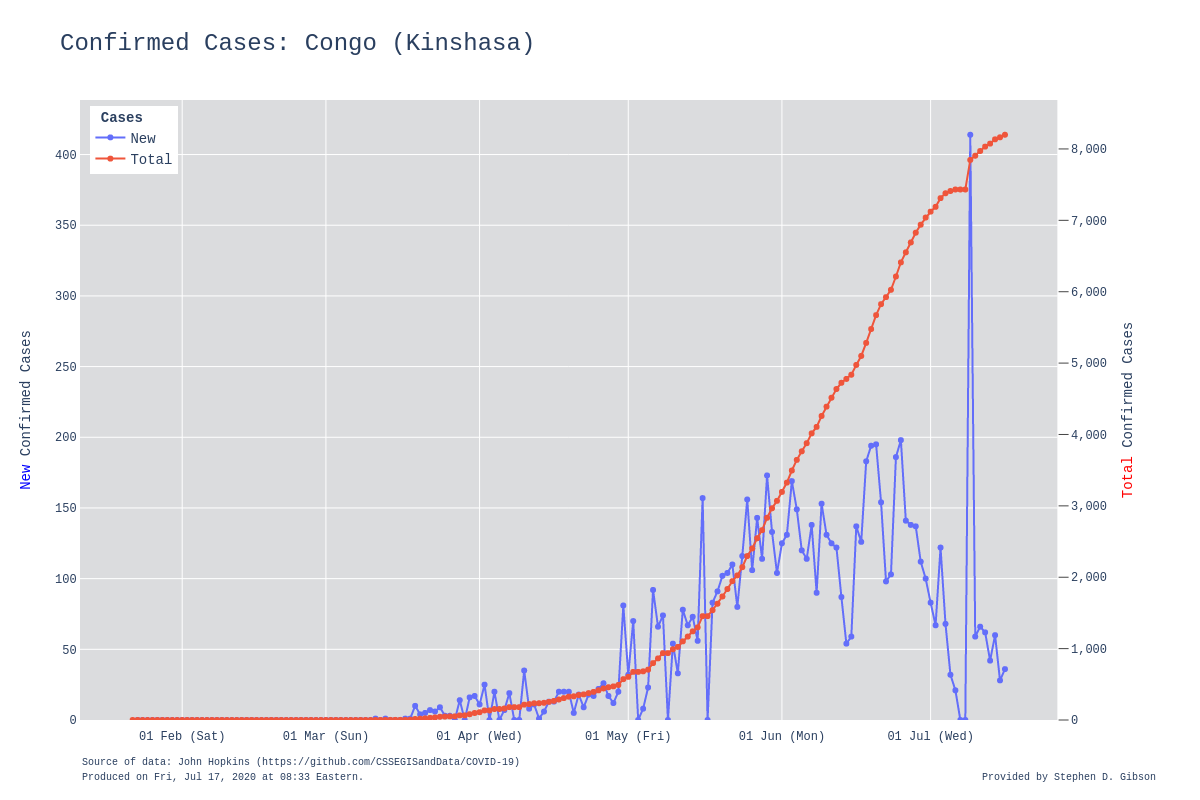 Confirmed Cases: Congo (Kinshasa)
Cases
New
Total
400
350
300
250
200
150
100
50
0
8,000
7,000
6,000
5,000
4,000
3,000
2,000
1,000
0
New Confirmed Cases
Total Confirmed Cases
01 Feb (Sat)
01 Mar (Sun)
01 Apr (Wed)
01 May (Fri)
01 Jun (Mon)
01 Jul (Wed)
Source of data: John Hopkins (https://github.com/CSSEGISandData/COVID-19)
Produced on Fri, Jul 17, 2020 at 08:33 Eastern.
Provided by Stephen D. Gibson